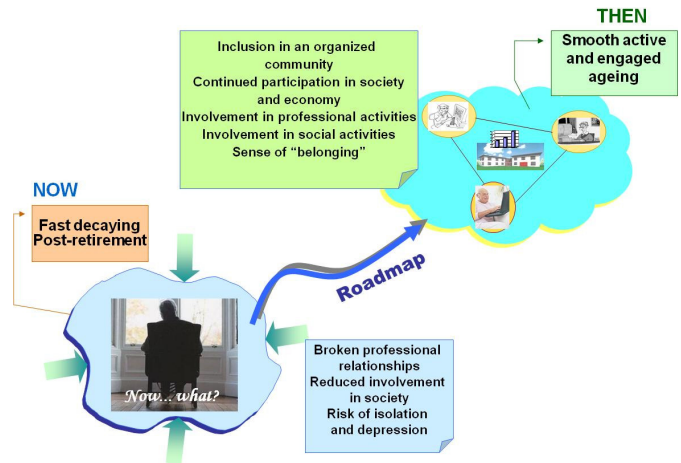 THEN
Smooth active
and engaged
ageing
Inclusion in an organized
community
Continued participation in society
and economy
Involvement in professional activities
Involvement in social activities
Sense of “belonging”
NOW
Fast decaying
Post-retirement
Roadmap
Now... what?
Broken professional
relationships
Reduced involvement
in society
Risk of isolation
and depression